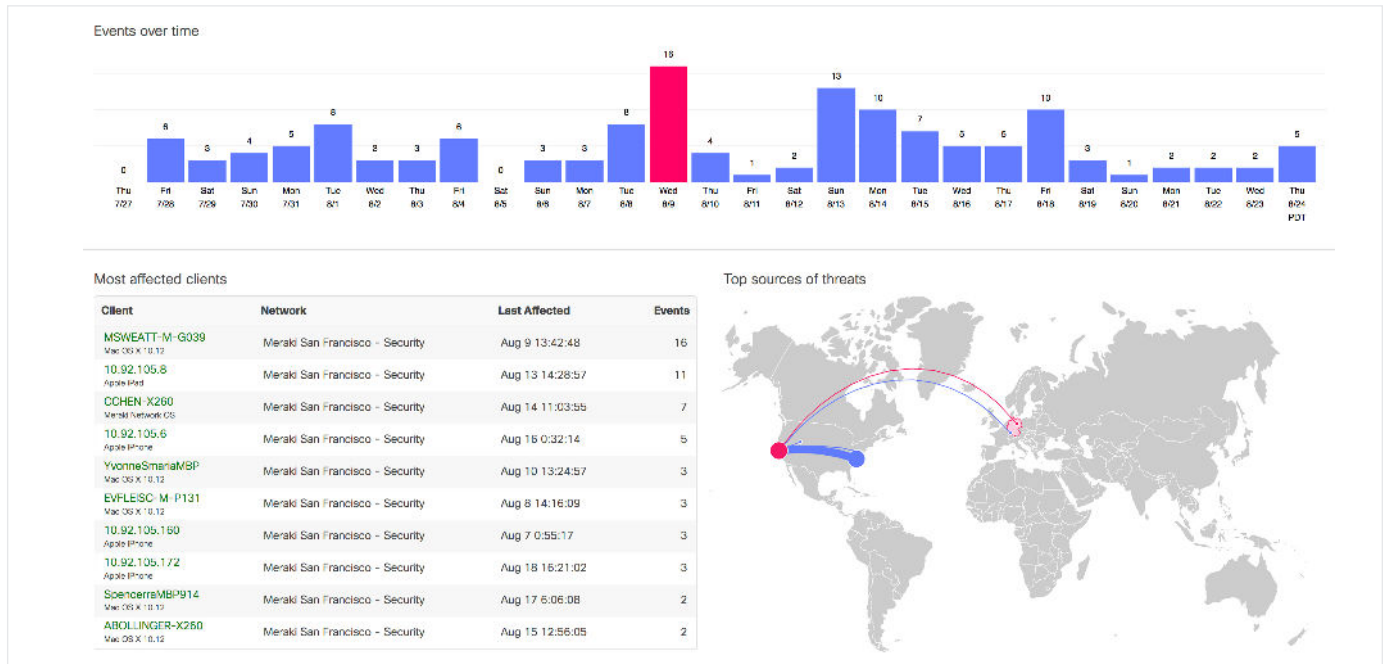 Events over time
16
13
10
10
8
8
7
6
6
5
5
5
5
4
4
3
3
3
3
3
2
2
2
2
2
1
1
0
0
Thu Fri Sat Sun Mon Tue Wed Thu Fri Sat Sun Mon Tue Wed Thu Fri Sat Sun Mon Tue Wed Thu Fri Sat Sun Mon Tue Wed Thu
7/27 7/28 7/29 7/30 7/31 8/1 8/2 8/3 8/4 8/5 8/6 8/7 8/8 8/9 8/10 8/11 8/12 8/13 8/14 8/15 8/16 8/17 8/18 8/19 8/20 8/21 8/22 8/23 8/24
PDT
Most affected clients
Top sources of threats
Client Network Last Affected Events
MSWEATT-M-G039 Meraki San Francisco - Security Aug 9 13:42:48 16
Mac OS X 10.12
10.92.105.8 Meraki San Francisco - Security Aug 13 14:28:57 11
Apple iPad
CCHEN-X260 Meraki San Francisco - Security Aug 14 11:03:55 7
Meraki Network OS
10.92.105.6 Meraki San Francisco - Security Aug 16 0:32:14 5
Apple iPhone
YvonneSmariaMBP Meraki San Francisco - Security Aug 10 13:24:57 3
Mac OS X 10.12
EVFLEISC-M-P131 Meraki San Francisco - Security Aug 8 14:16:09 3
Mac OS X 10.12
10.92.105.160 Meraki San Francisco - Security Aug 7 0:55:17 3
Apple iPhone
10.92.105.172 Meraki San Francisco - Security Aug 18 16:21:02 3
Apple iPhone
SpencerraMBP914 Meraki San Francisco - Security Aug 17 6:06:08 2
Mac OS X 10.12
ABOLLINGER-X260 Meraki San Francisco - Security Aug 15 12:56:05 2
Mac OS X 10.12